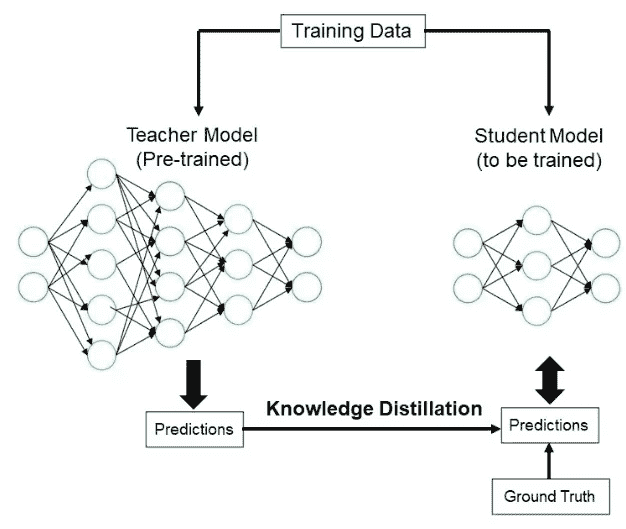 Training Data
Teacher Model
(Pre-trained)
Student Model
(to be trained)
Knowledge Distillation
Predictions
Predictions
Ground Truth